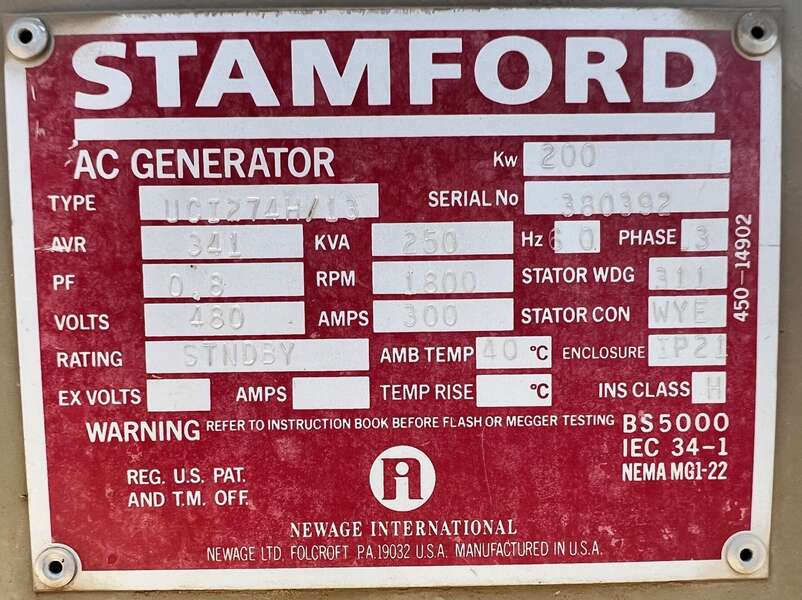 STAMFORD
AC GENERATOR Kw 200
TYPE UCI274H/13 SERIAL No 380392
AVR 341 KVA 250 Hz 60 PHASE 3
PF 0.8 RPM 1800 STATOR WDG 311
VOLTS 480 AMPS 300 STATOR CON WYE
RATING STNDBY AMB TEMP 40 °C ENCLOSURE IP21
EX VOLTS AMPS TEMP RISE °C INS CLASS H
WARNING REFER TO INSTRUCTION BOOK BEFORE FLASH OR MEGGER TESTING BS5000
IEC 34-1
NEMA MG1-22
REG. U.S. PAT.
AND T.M. OFF.
NEWAGE INTERNATIONAL
NEWAGE LTD. FOLCROFT P.A.19032 U.S.A. MANUFACTURED IN U.S.A.
450-14902